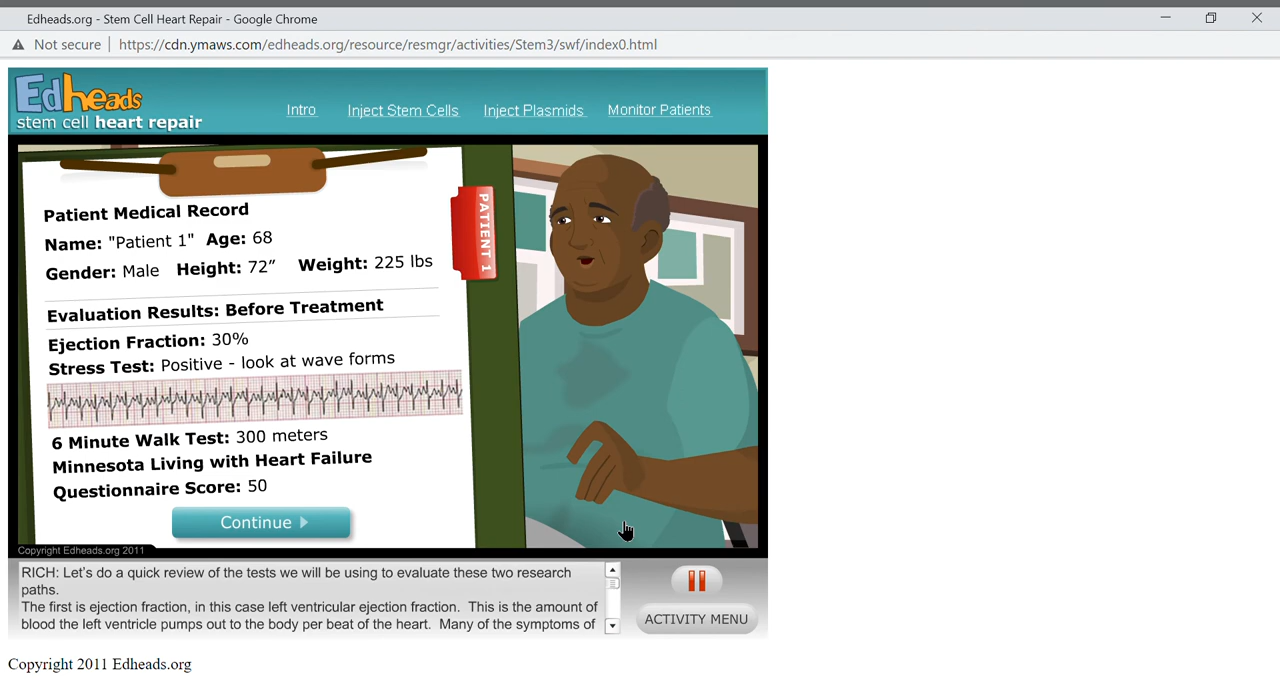 Edheads.org - Stem Cell Heart Repair - Google Chrome
Not secure | https://cdn.ymaws.com/edheads.org/resource/resmgr/activities/Stem3/swf/index0.html
Edheads
stem cell heart repair
Intro Inject Stem Cells Inject Plasmids Monitor Patients
Patient Medical Record
Name: "Patient 1" Age: 68
Gender: Male Height: 72” Weight: 225 lbs
PATIENT 1
Evaluation Results: Before Treatment
Ejection Fraction: 30%
Stress Test: Positive - look at wave forms
6 Minute Walk Test: 300 meters
Minnesota Living with Heart Failure
Questionnaire Score: 50
Continue
Copyright Edheads.org 2011
RICH: Let's do a quick review of the tests we will be using to evaluate these two research
paths.
The first is ejection fraction, in this case left ventricular ejection fraction. This is the amount of
blood the left ventricle pumps out to the body per beat of the heart. Many of the symptoms of
ACTIVITY MENU
Copyright 2011 Edheads.org